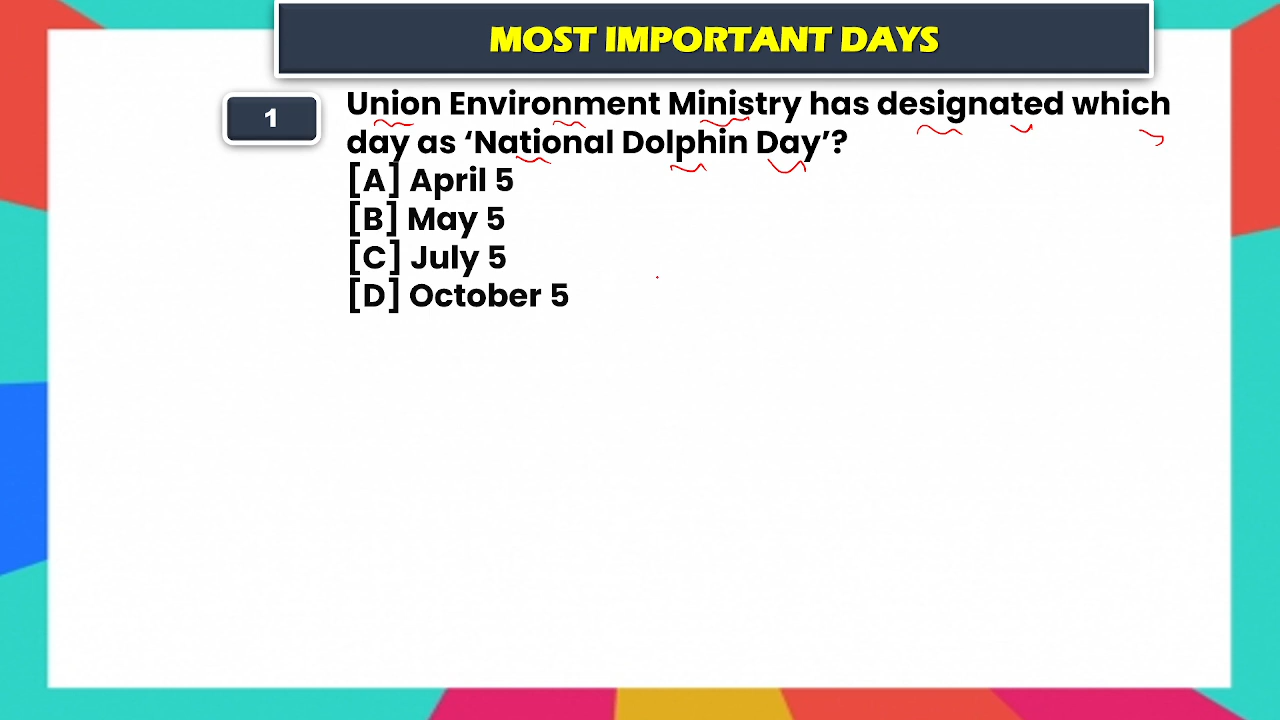 MOST IMPORTANT DAYS
1
Union Environment Ministry has designated which
day as ‘National Dolphin Day’?
[A] April 5
[B] May 5
[C] July 5
[D] October 5